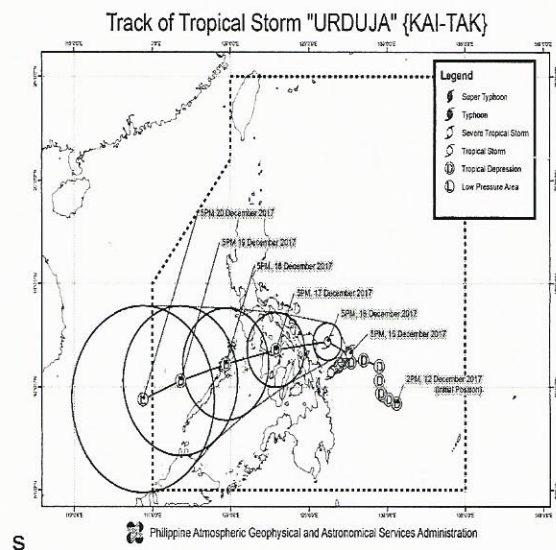 Track of Tropical Storm "URDUJA" {KAI-TAK}
Legend
Super Typhoon
Typhoon
Severe Tropical Storm
Tropical Storm
Tropical Depression
Low Pressure Area
5PM 20 December 2017
5PM 19 December 2017
5PM, 18 December 2017
5PM, 17 December 2017
5PM, 16 December 2017
5PM, 15 December 2017
2PM, 12 December 2017
(Initial Position)
S
Philippine Atmospheric Geophysical and Astronomical Services Administration